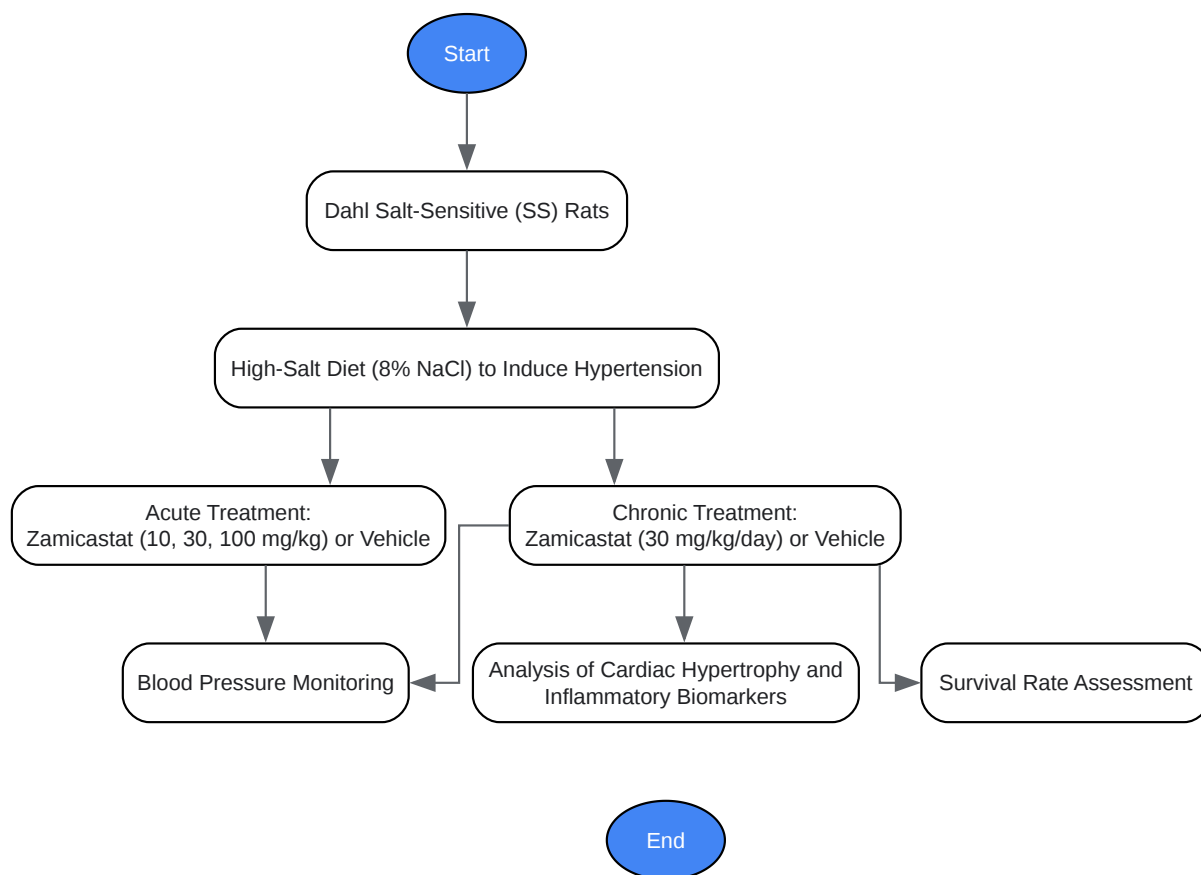 Start
Dahl Salt-Sensitive (SS) Rats
High-Salt Diet (8% NaCl) to Induce Hypertension
Acute Treatment:
Zamicastat (10, 30, 100 mg/kg) or Vehicle
Chronic Treatment:
Zamicastat (30 mg/kg/day) or Vehicle
Blood Pressure Monitoring
Analysis of Cardiac Hypertrophy and
Inflammatory Biomarkers
Survival Rate Assessment
End